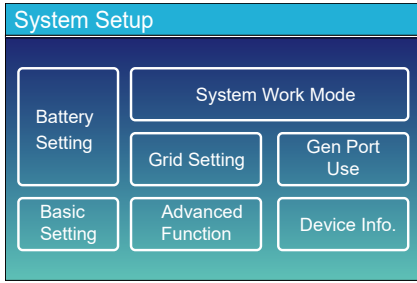 System Setup
Battery
Setting
System Work Mode
Grid Setting
Gen Port
Use
Basic
Setting
Advanced
Function
Device Info.